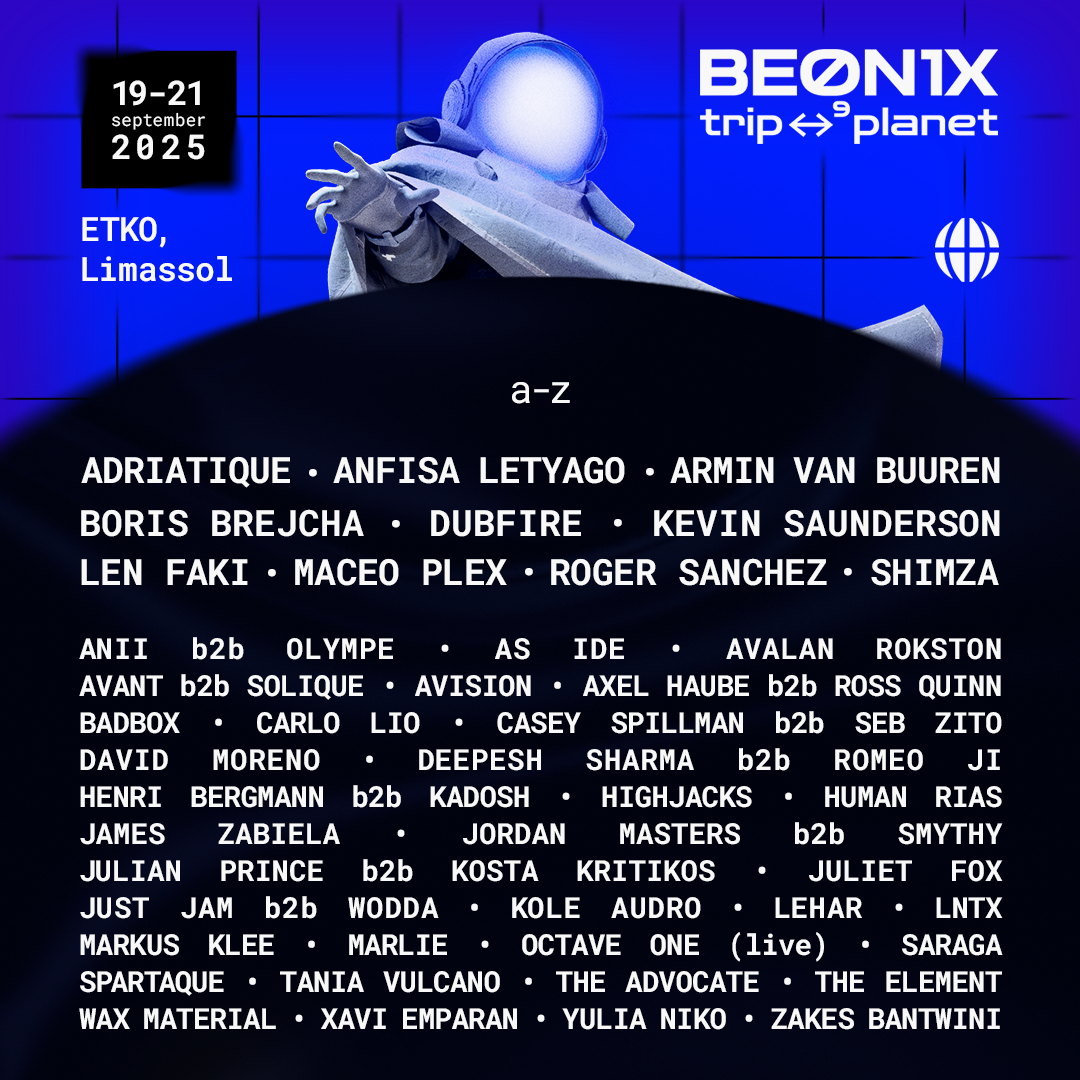 19-21
september
2025
BEØN1X
trip ↔ ⁹planet
ETKO,
Limassol
a-z
ADRIATIQUE · ANFISA LETYAGO · ARMIN VAN BUUREN
BORIS BREJCHA · DUBFIRE · KEVIN SAUNDERSON
LEN FAKI · MACEO PLEX · ROGER SANCHEZ · SHIMZA
ANII b2b OLYMPE · AS IDE · AVALAN ROKSTON
AVANT b2b SOLIQUE · AVISION · AXEL HAUBE b2b ROSS QUINN
BADBOX · CARLO LIO · CASEY SPILLMAN b2b SEB ZITO
DAVID MORENO · DEEPESH SHARMA b2b ROMEO JI
HENRI BERGMANN b2b KADOSH · HIGHJACKS · HUMAN RIAS
JAMES ZABIELA · JORDAN MASTERS b2b SMYTHY
JULIAN PRINCE b2b KOSTA KRITIKOS · JULIET FOX
JUST JAM b2b WODDA · KOLE AUDRO · LEHAR · LNTX
MARKUS KLEE · MARLIE · OCTAVE ONE (live) · SARAGA
SPARTAQUE · TANIA VULCANO · THE ADVOCATE · THE ELEMENT
WAX MATERIAL · XAVI EMPARAN · YULIA NIKO · ZAKES BANTWINI